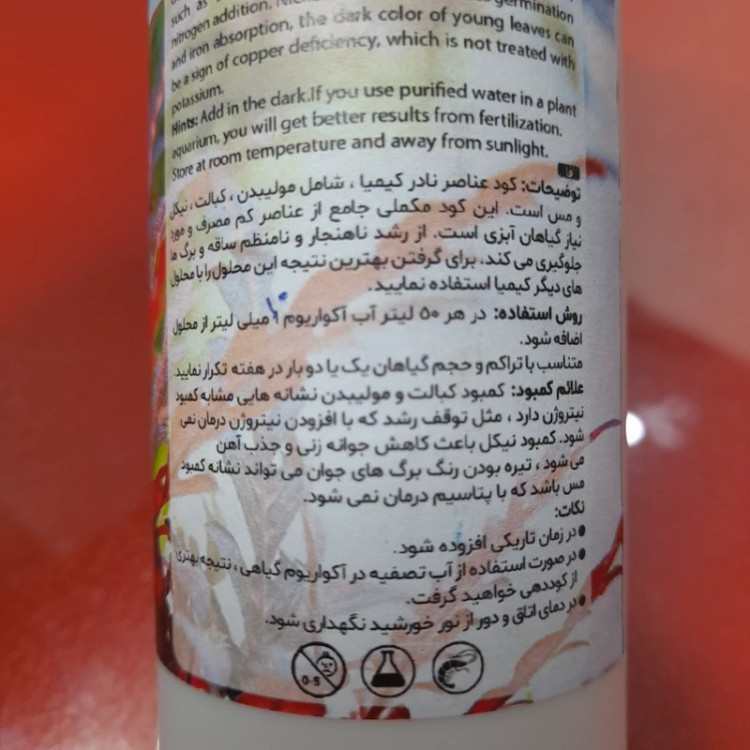 such as
germination
nitrogen addition.
and iron absorption, the dark color of young leaves can
be a sign of copper deficiency, which is not treated with
potassium.
Hints: Add in the dark.If you use purified water in a plant
aquarium, you will get better results from fertilization.
Store at room temperature and away from sunlight.
توضیحات: کود عناصر نادر کیمیا ، شامل مولیبدن ، کبالت ، نیکل
و مس است. این کود مکملی جامع از عناصر کم مصرف و مورد
نیاز گیاهان آبزی است. از رشد ناهنجار و نامنظم ساقه و برگ ها
جلوگیری می کند. برای گرفتن بهترین نتیجه این محلول را با محلول
های دیگر کیمیا استفاده نمایید.
روش استفاده: در هر ۵۰ لیتر آب آکواریوم ۱ میلی لیتر از محلول
اضافه شود.
متناسب با تراکم و حجم گیاهان یک یا دو بار در هفته تکرار نمایید.
علائم کمبود: کمبود کبالت و مولیبدن نشانه هایی مشابه کمبود
نیتروژن دارد ، مثل توقف رشد که با افزودن نیتروژن درمان نمی
شود. کمبود نیکل باعث کاهش جوانه زنی و جذب آهن
می شود ، تیره بودن رنگ برگ های جوان می تواند نشانه کمبود
مس باشد که با پتاسیم درمان نمی شود.
نکات:
●در زمان تاریکی افزوده شود.
●در صورت استفاده از آب تصفیه در آکواریوم گیاهی ، نتیجه بهتری
از کوددهی خواهید گرفت.
●در دمای اتاق و دور از نور خورشید نگهداری شود.
0-5